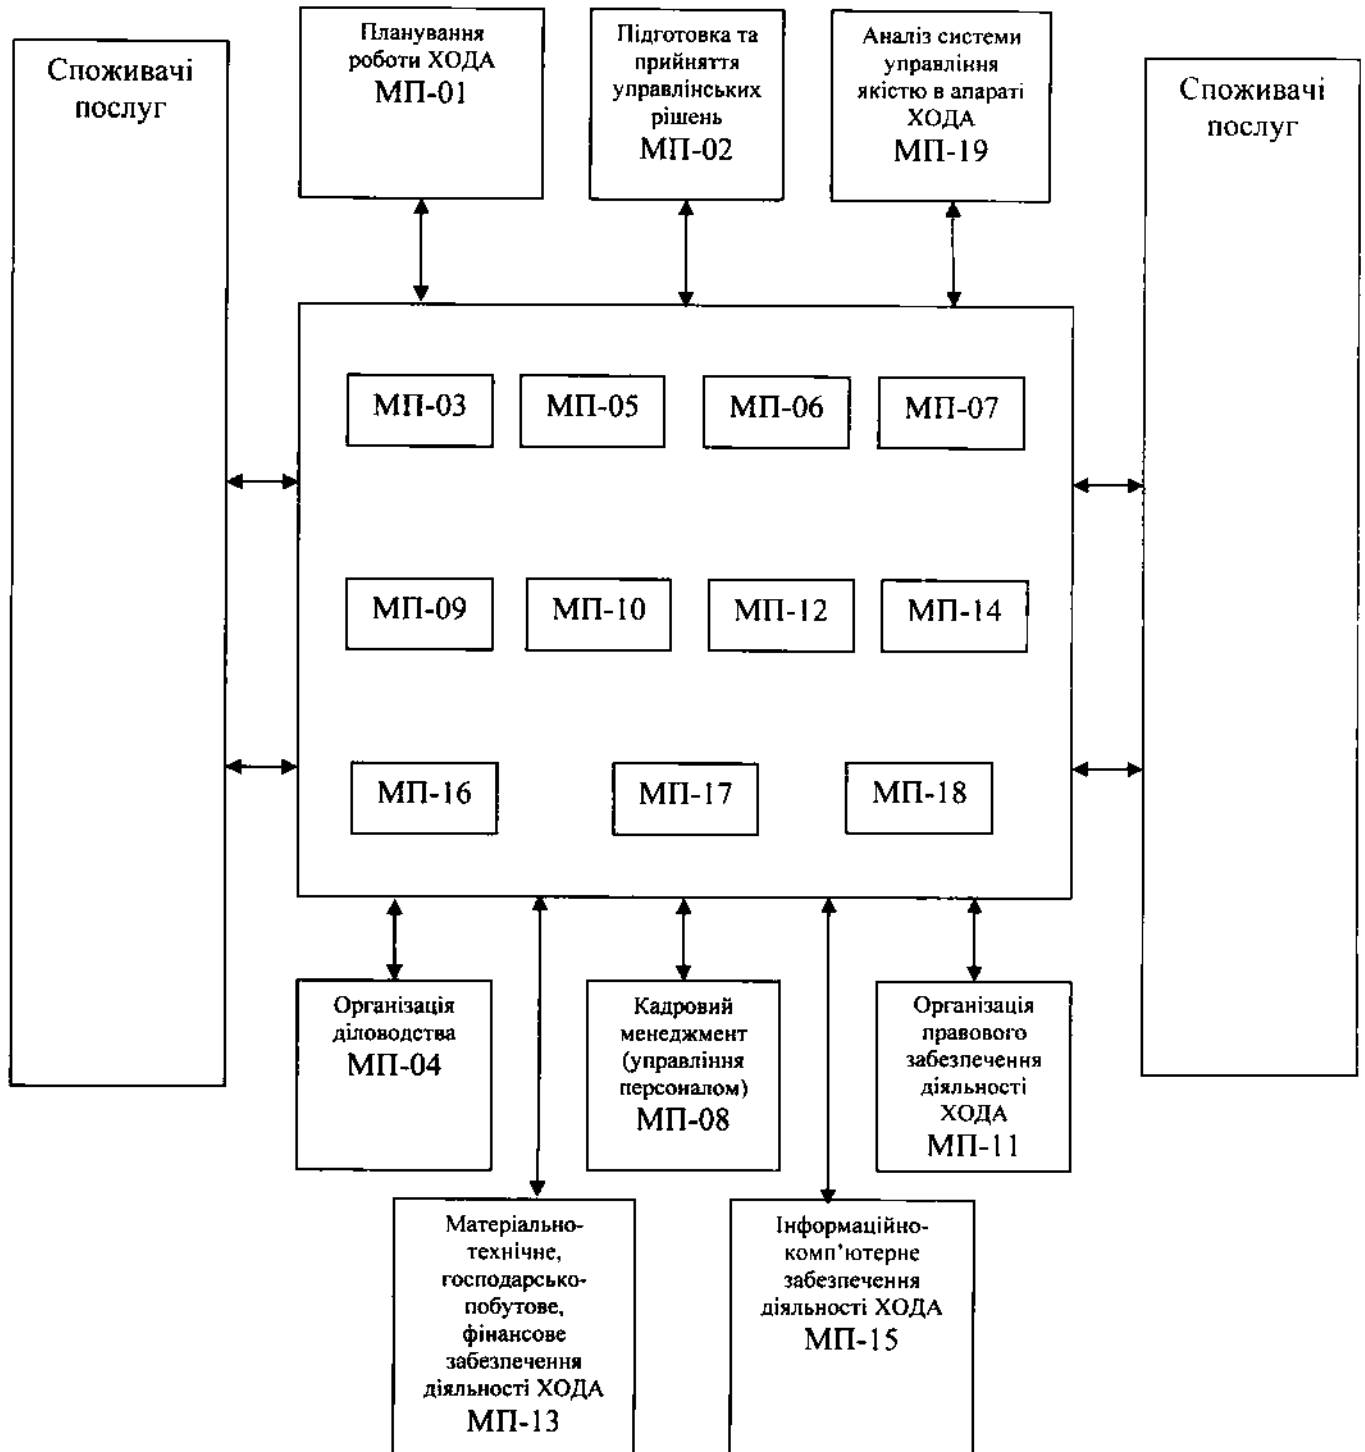 Споживачі
послуг
Планування
роботи ХОДА
МП-01
Підготовка та
прийняття
управлінських
рішень
МП-02
Аналіз системи
управління
якістю в апараті
ХОДА
МП-19
Споживачі
послуг
МП-03
МП-05
МП-06
МП-07
МП-09
МП-10
МП-12
МП-14
МП-16
МП-17
МП-18
Організація
діловодства
МП-04
Кадровий
менеджмент
(управління
персоналом)
МП-08
Організація
правового
забезпечення
діяльності
ХОДА
МП-11
Матеріально-
технічне,
господарсько-
побутове,
фінансове
забезпечення
діяльності ХОДА
МП-13
Інформаційно-
комп’ютерне
забезпечення
діяльності ХОДА
МП-15